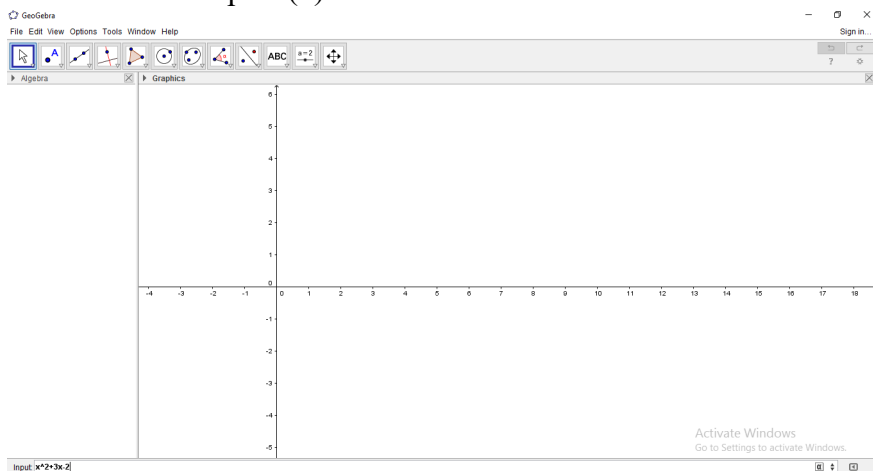 GeoGebra
File Edit View Options Tools Window Help
Sign in...
A
ABC
a=2
?
Algebra
Graphics
6
5
4
3
2
1
0
-4 -3 -2 -1 0 1 2 3 4 5 6 7 8 9 10 11 12 13 14 15 16 17 18
-1
-2
-3
-4
-5
Activate Windows
Go to Settings to activate Windows.
Input: x^2+3x-2
α